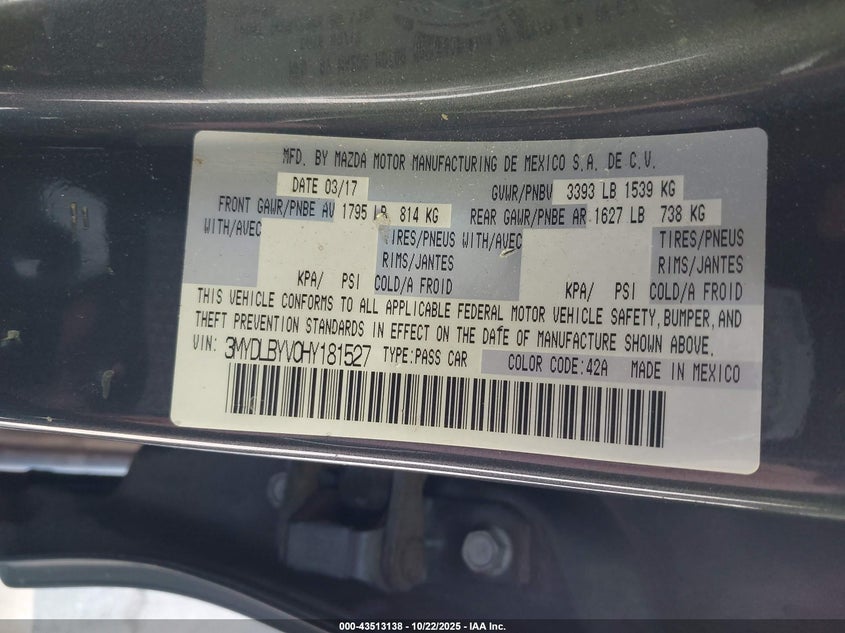 MFD. BY MAZDA MOTOR MANUFACTURING DE MEXICO S.A. DE C.V.
DATE 03/17 GVWR/PNBV 3393 LB 1539 KG
FRONT GAWR/PNBE AV 1795 LB 814 KG REAR GAWR/PNBE AR 1627 LB 738 KG
WITH/AVEC TIRES/PNEUS WITH/AVEC TIRES/PNEUS
RIMS/JANTES RIMS/JANTES
KPA/ PSI COLD/A FROID KPA/ PSI COLD/A FROID
THIS VEHICLE CONFORMS TO ALL APPLICABLE FEDERAL MOTOR VEHICLE SAFETY, BUMPER, AND
THEFT PREVENTION STANDARDS IN EFFECT ON THE DATE OF MANUFACTURE SHOWN ABOVE.
VIN: 3MYDLBYV0HY181527 TYPE:PASS CAR COLOR CODE:42A MADE IN MEXICO
000-43513138 - 10/22/2025 - IAA Inc.